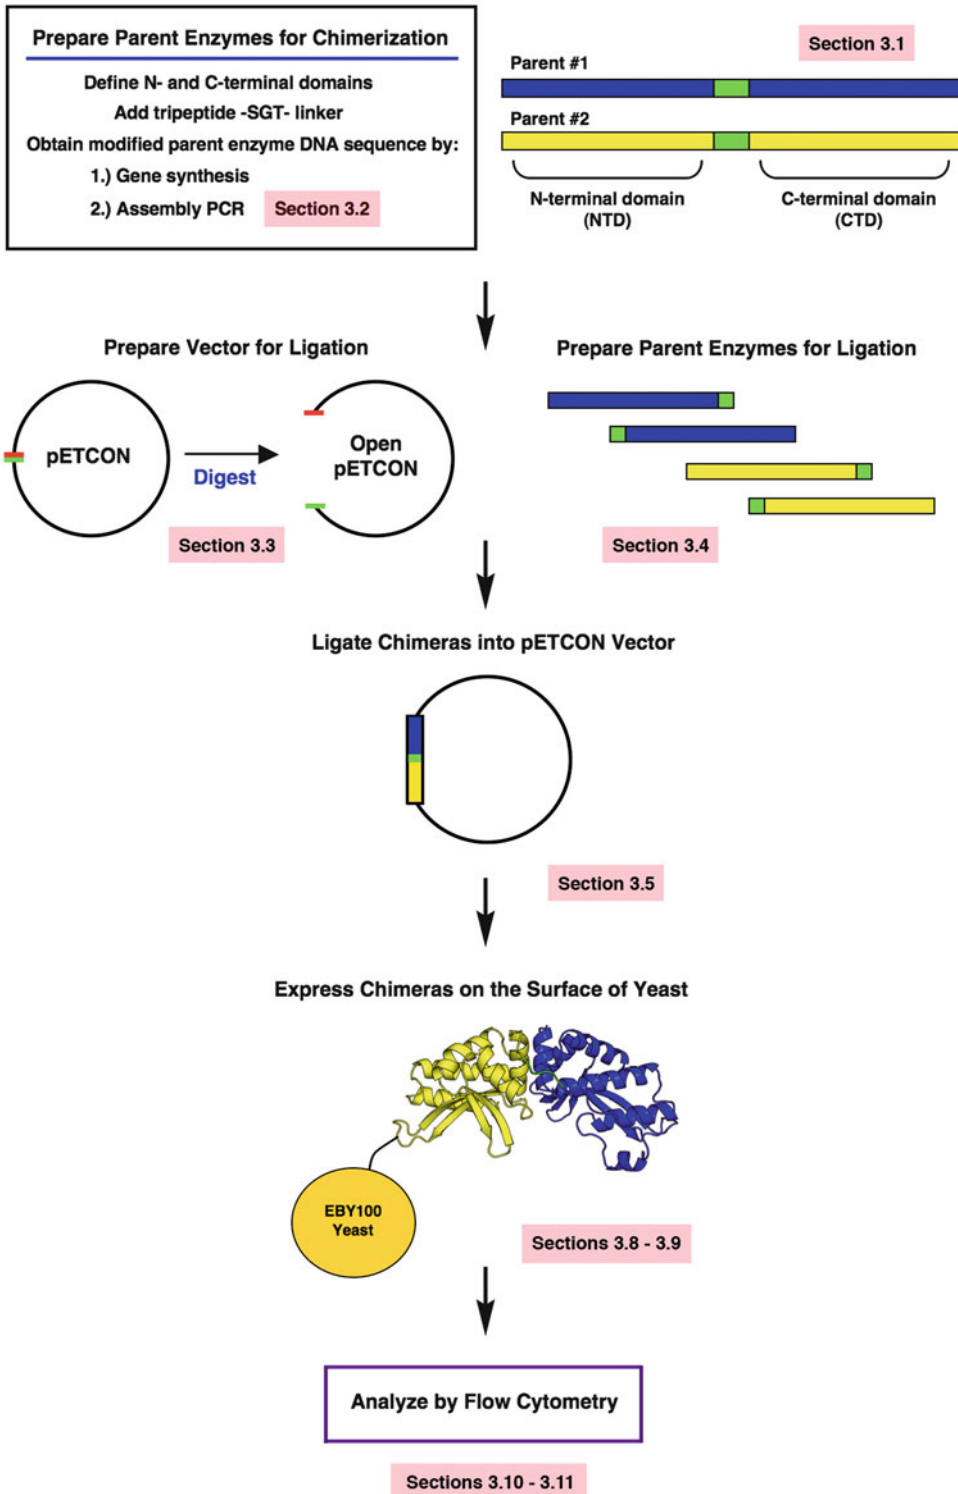 Prepare Parent Enzymes for Chimerization
Define N- and C-terminal domains
Add tripeptide -SGT- linker
Obtain modified parent enzyme DNA sequence by:
1.) Gene synthesis
2.) Assembly PCR
Section 3.2
Section 3.1
Parent #1
Parent #2
N-terminal domain
(NTD)
C-terminal domain
(CTD)
Prepare Vector for Ligation
pETCON
Digest
Open
pETCON
Section 3.3
Prepare Parent Enzymes for Ligation
Section 3.4
Ligate Chimeras into pETCON Vector
Section 3.5
Express Chimeras on the Surface of Yeast
EBY100
Yeast
Sections 3.8 - 3.9
Analyze by Flow Cytometry
Sections 3.10 - 3.11